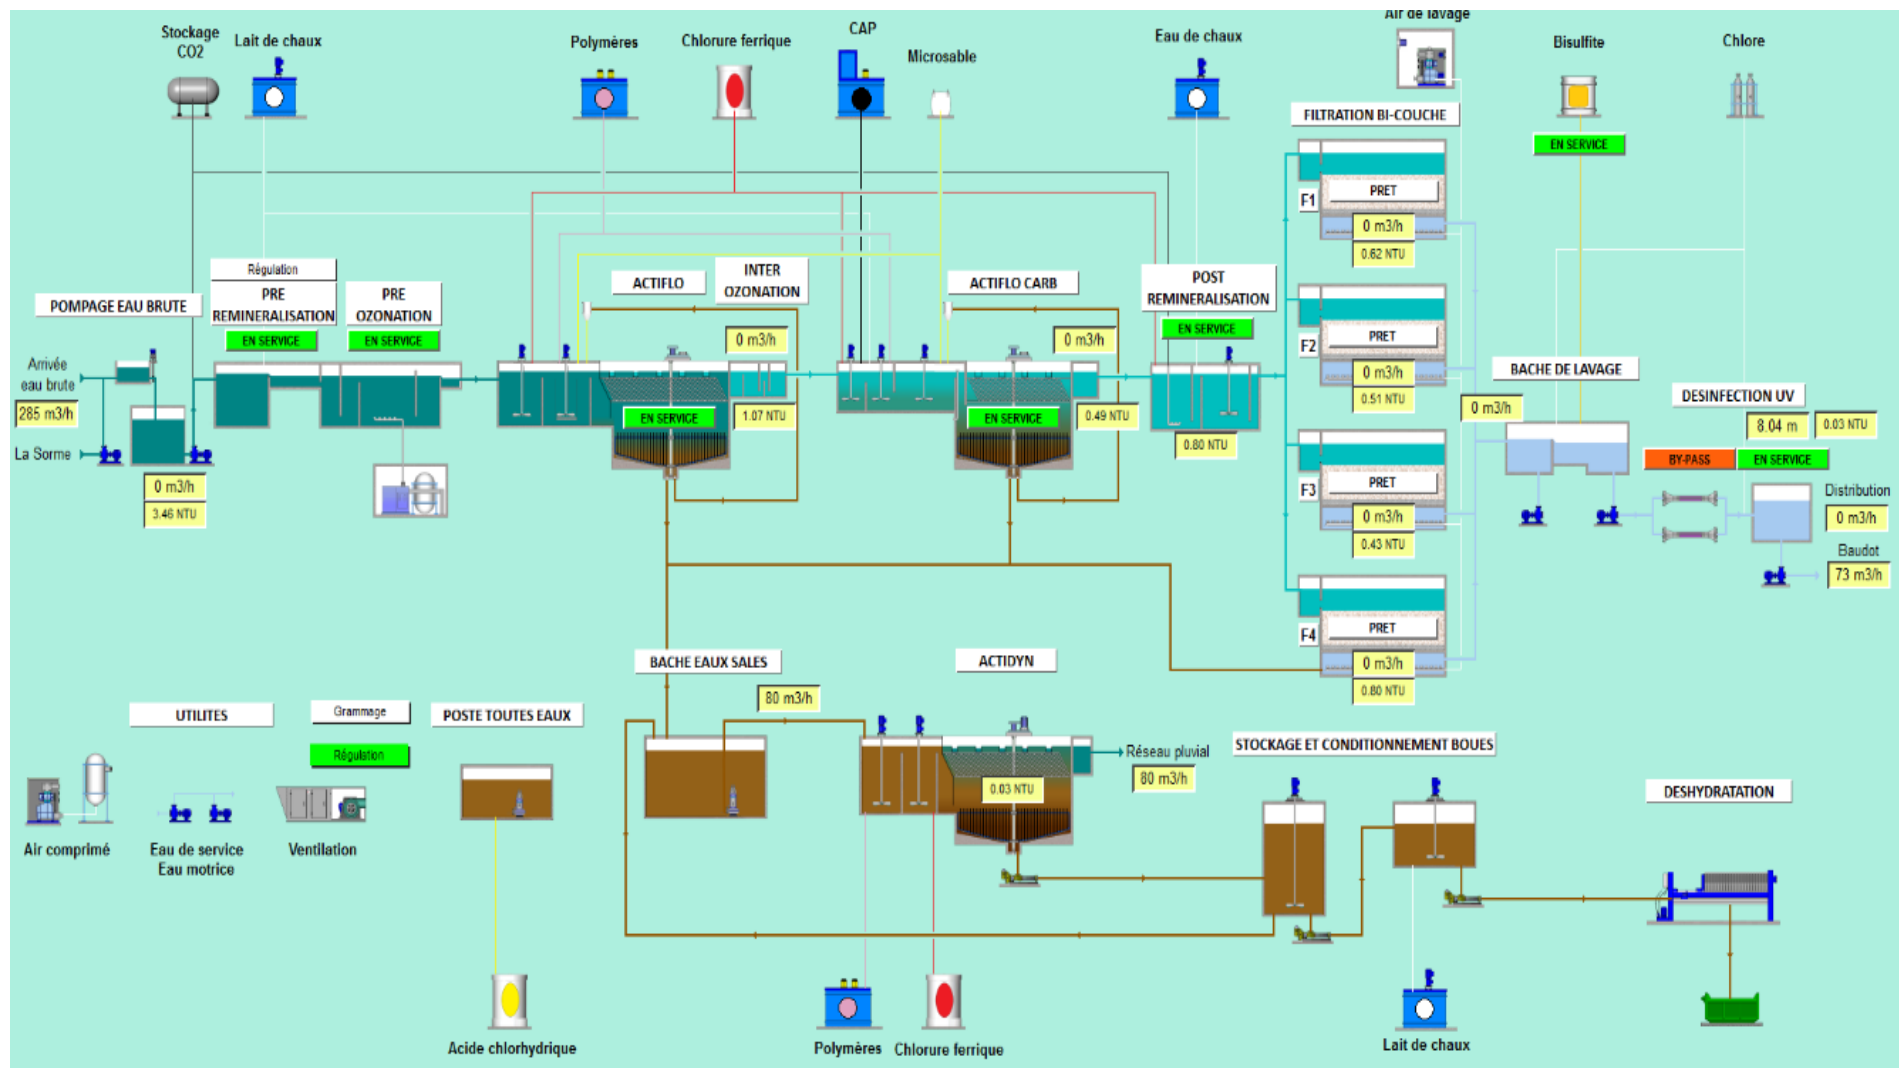 Stockage
CO2
Lait de chaux
Polymères
Chlorure ferrique
CAP
Microsable
Eau de chaux
Air de lavage
Bisulfite
Chlore
EN SERVICE
FILTRATION BI-COUCHE
PRET
F1
0 m3/h
0.62 NTU
PRET
F2
0 m3/h
0.51 NTU
PRET
F3
0 m3/h
0.43 NTU
PRET
F4
0 m3/h
0.80 NTU
POMPAGE EAU BRUTE
Régulation
PRE
REMINERALISATION
EN SERVICE
PRE
OZONATION
EN SERVICE
ACTIFLO
INTER
OZONATION
0 m3/h
EN SERVICE
1.07 NTU
ACTIFLO CARB
0 m3/h
EN SERVICE
0.49 NTU
POST
REMINERALISATION
EN SERVICE
0.80 NTU
Arrivée
eau brute
285 m3/h
La Sorme
0 m3/h
3.46 NTU
0 m3/h
BACHE DE LAVAGE
DESINFECTION UV
8.04 m
0.03 NTU
BY-PASS
EN SERVICE
Distribution
0 m3/h
Baudot
73 m3/h
BACHE EAUX SALES
80 m3/h
ACTIDYN
0.03 NTU
Réseau pluvial
80 m3/h
UTILITES
Grammage
Régulation
POSTE TOUTES EAUX
STOCKAGE ET CONDITIONNEMENT BOUES
DESHYDRATATION
Air comprimé
Eau de service
Eau motrice
Ventilation
Acide chlorhydrique
Polymères
Chlorure ferrique
Lait de chaux